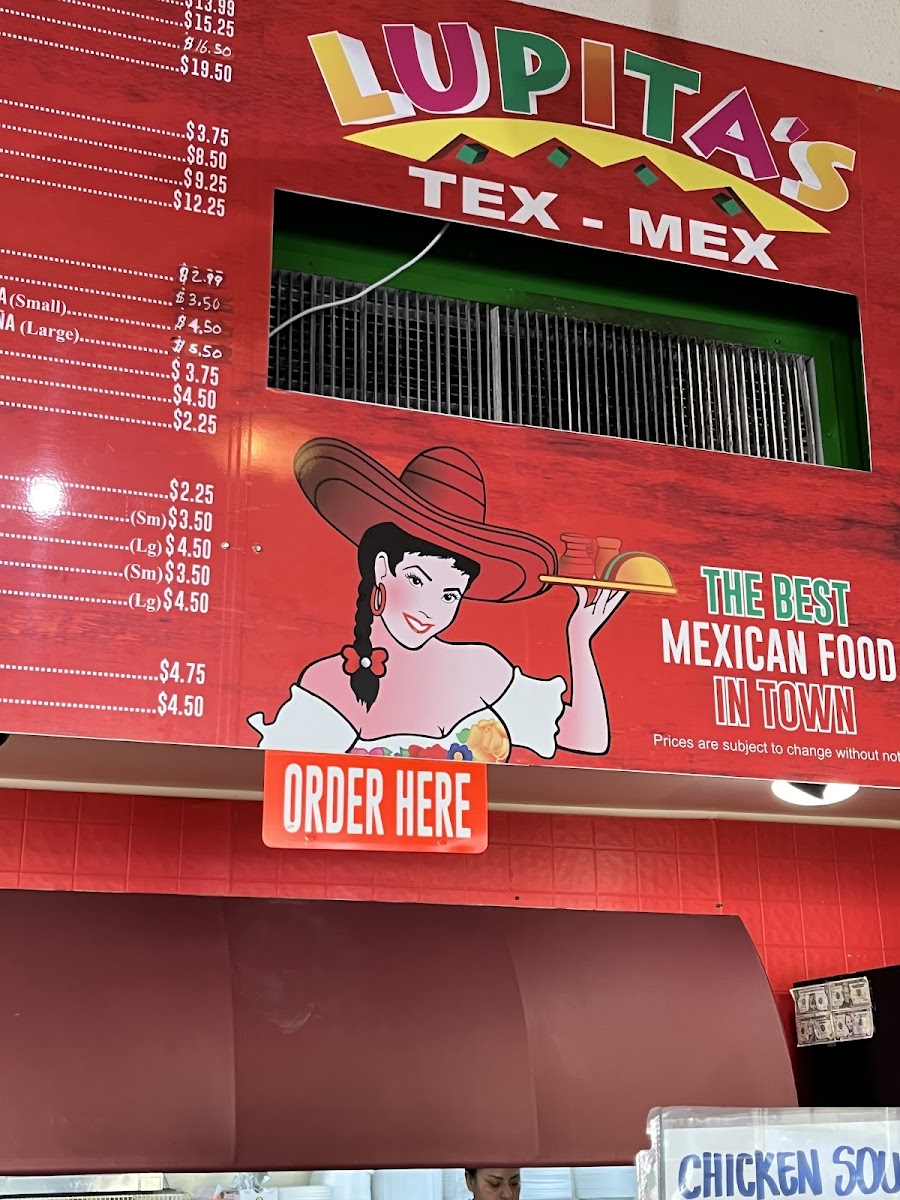 $13.99
$15.25
$16.50
$19.50
$3.75
$8.50
$9.25
$12.25
$2.99
$3.50
A(Small) $4.50
ÑA (Large) $5.50
$3.75
$4.50
$2.25
$2.25
(Sm) $3.50
(Lg) $4.50
(Sm) $3.50
(Lg) $4.50
$4.75
$4.50
LUPITA'S
TEX - MEX
THE BEST
MEXICAN FOOD
IN TOWN
Prices are subject to change without not
ORDER HERE
CHICKEN SOU